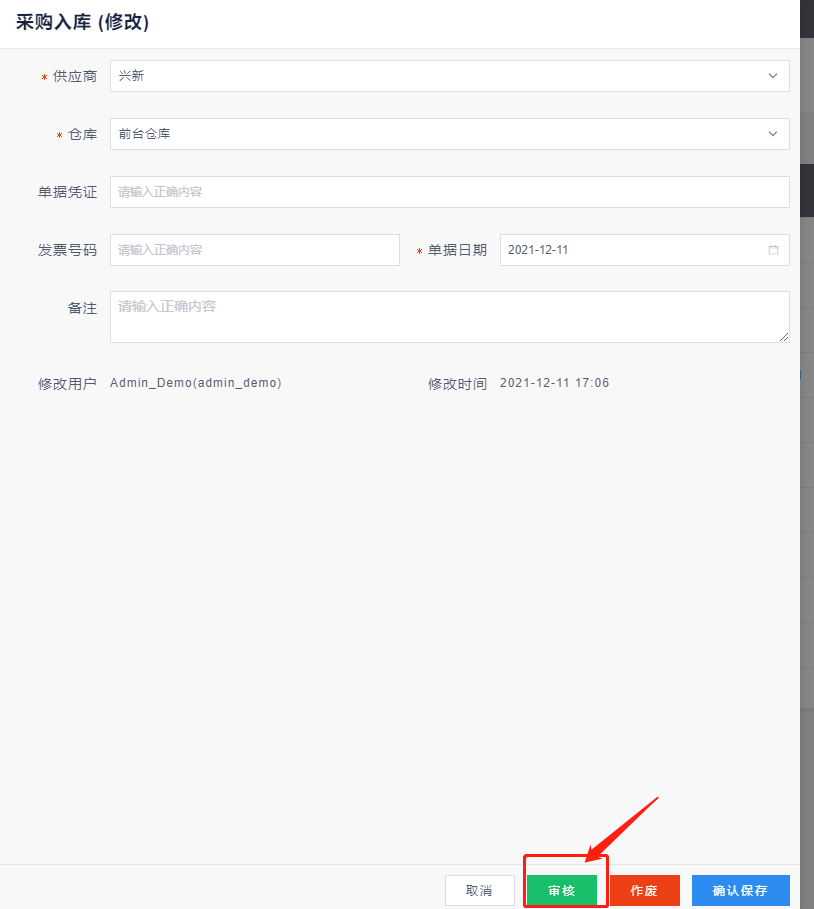 采购入库 (修改)
* 供应商 兴新
* 仓库 前台仓库
单据凭证 请输入正确内容
发票号码 请输入正确内容 * 单据日期 2021-12-11
备注 请输入正确内容
修改用户 Admin_Demo(admin_demo) 修改时间 2021-12-11 17:06
取消 审核 作废 确认保存